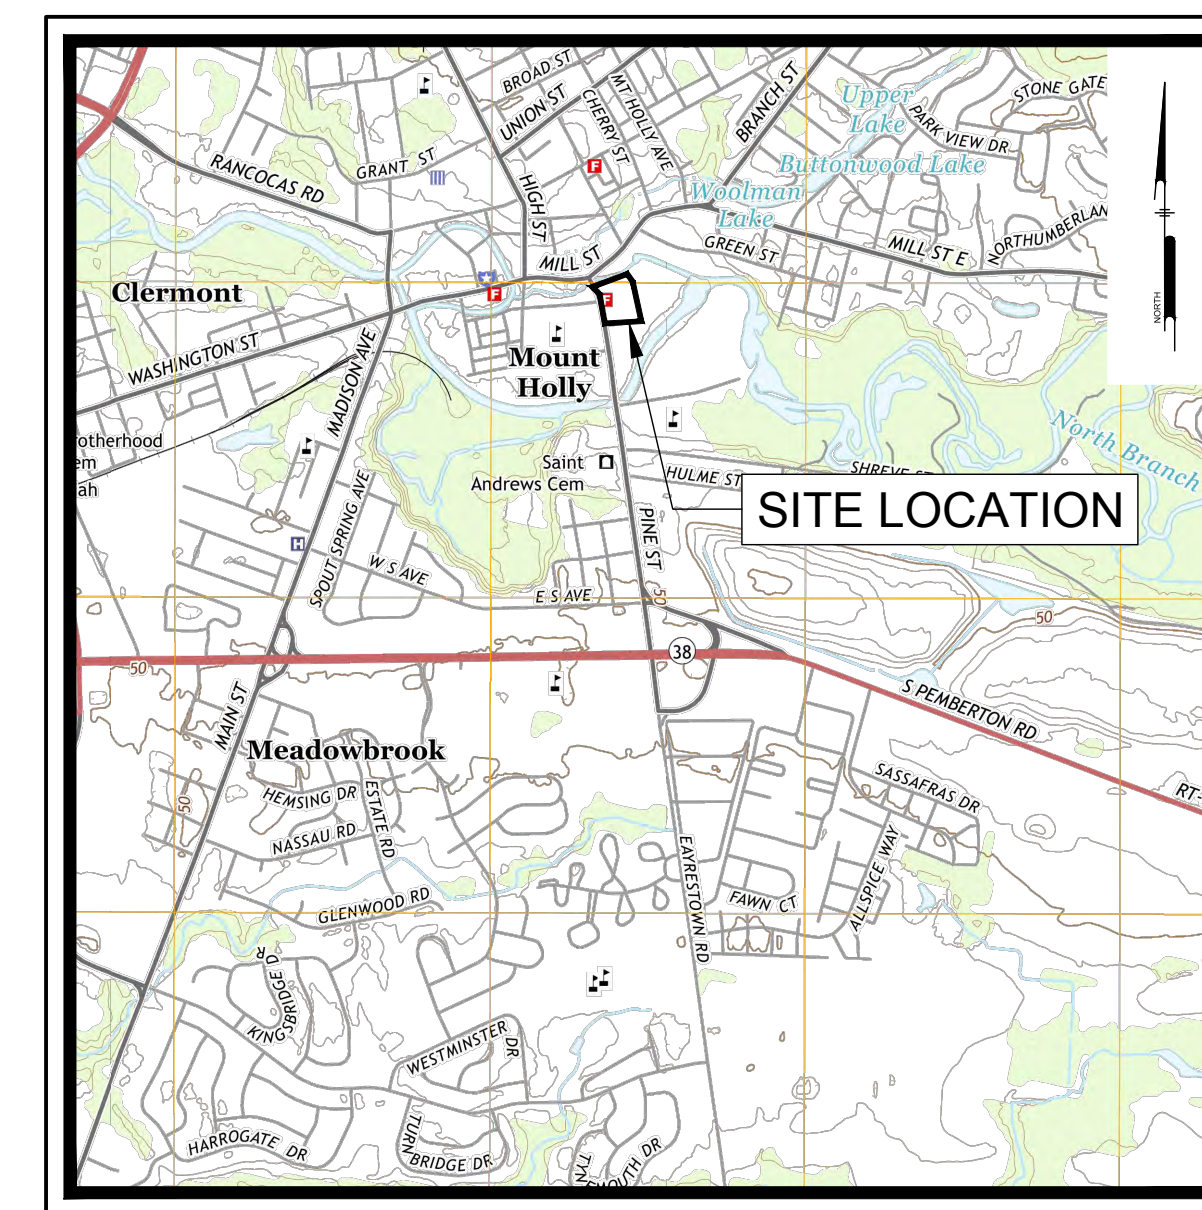 BROAD ST
UNION ST
CHERRY ST
MT HOLLY AVE
BRANCH ST
Upper
Lake
PARK VIEW DR
STONE GATE
RANCOCAS RD
GRANT ST
HIGH ST
Buttonwood Lake
Woolman
Lake
MILL ST
GREEN ST
MILL ST E
NORTHUMBERLAN
NORTH
F
F
F
Clermont
WASHINGTON ST
MADISON AVE
Mount
Holly
North Branch
rotherhood
em
ah
Saint
Andrews Cem
HULME ST
SHREVE ST
SITE LOCATION
SPOUT SPRING AVE
H
W S AVE
E S AVE
PINE ST
50
50
38
50
MAIN ST
S PEMBERTON RD
Meadowbrook
50
HEMSING DR
ESTATE RD
NASSAU RD
SASSAFRAS DR
RT-
EAYRESTOWN RD
ALLSPICE WAY
FAWN CT
GLENWOOD RD
KINGSBRIDGE DR
WESTMINSTER DR
HARROGATE DR
TURNBRIDGE DR
TYNEMOUTH DR